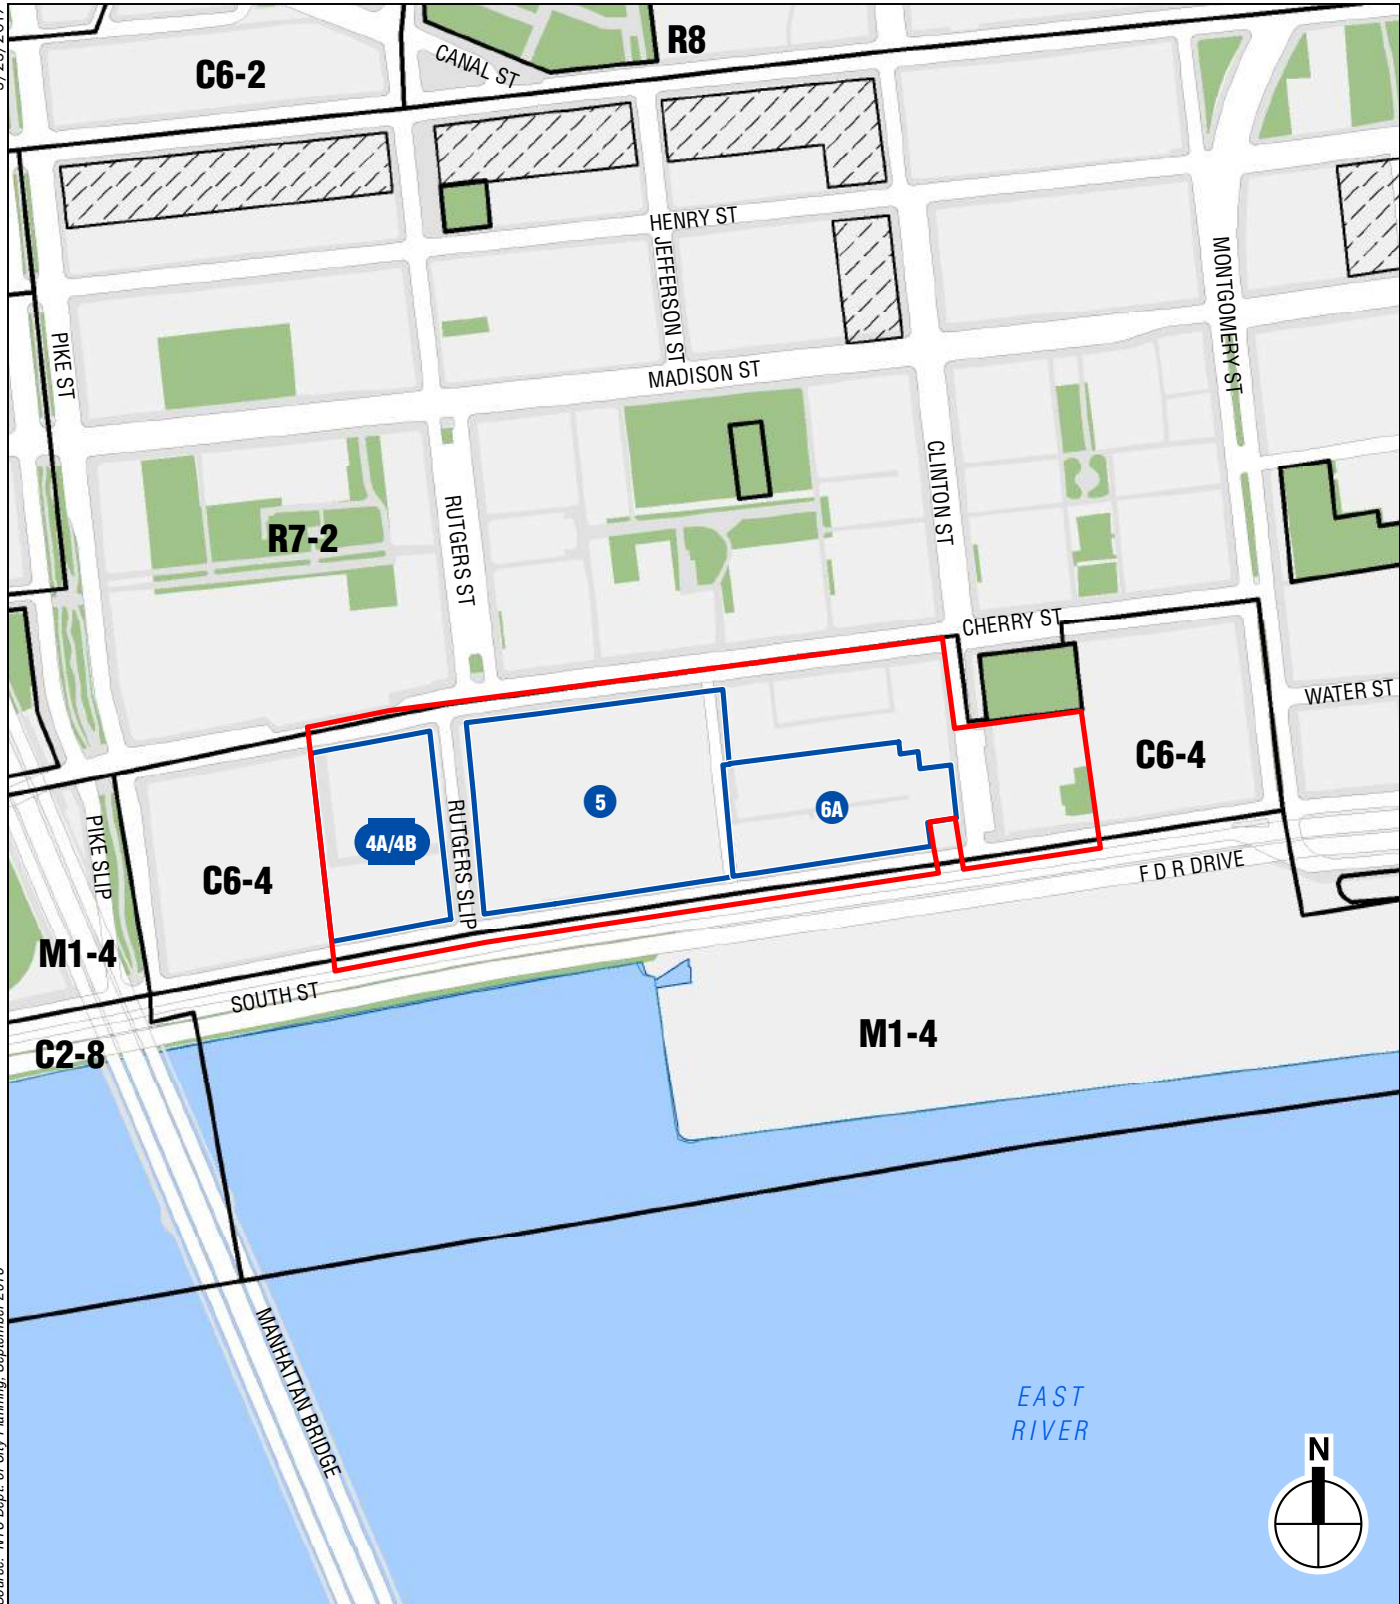 R8
CANAL ST
C6-2
HENRY ST
JEFFERSON ST
MONTGOMERY ST
PIKE ST
MADISON ST
CLINTON ST
RUTGERS ST
R7-2
CHERRY ST
WATER ST
C6-4
5
6A
4A/4B
RUTGERS SLIP
PIKE SLIP
C6-4
F D R DRIVE
M1-4
SOUTH ST
M1-4
C2-8
MANHATTAN BRIDGE
EAST
RIVER
N